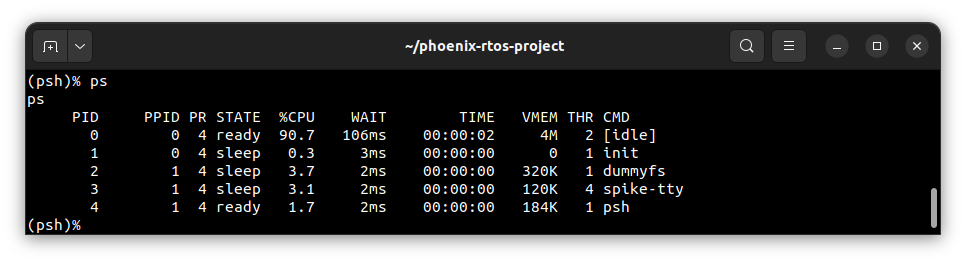 ~/phoenix-rtos-project
(psh)% ps
ps
PID PPID PR STATE %CPU WAIT TIME VMEM THR CMD
0 0 4 ready 90.7 106ms 00:00:02 4M 2 [idle]
1 0 4 sleep 0.3 3ms 00:00:00 0 1 init
2 1 4 sleep 3.7 2ms 00:00:00 320K 1 dummyfs
3 1 4 sleep 3.1 2ms 00:00:00 120K 4 spike-tty
4 1 4 ready 1.7 2ms 00:00:00 184K 1 psh
(psh)%